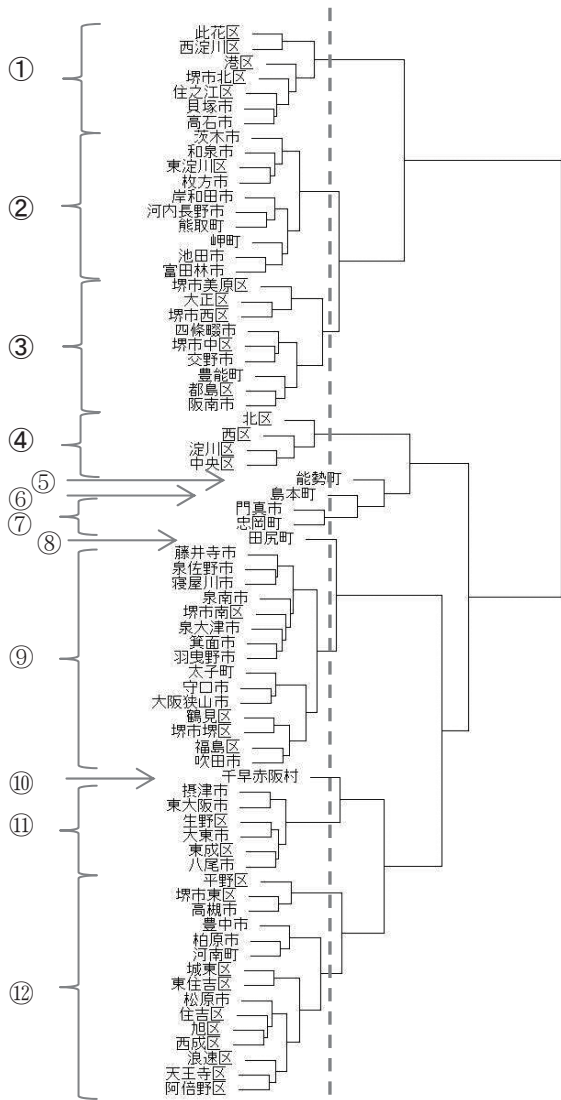 ①
此花区
西淀川区
港区
堺市北区
住之江区
貝塚市
高石市
②
茨木市
和泉市
東淀川区
枚方市
岸和田市
河内長野市
熊取町
岬町
池田市
富田林市
③
堺市美原区
大正区
堺市西区
四條畷市
堺市中区
交野市
豊能町
都島区
阪南市
④
北区
西区
淀川区
中央区
⑤
能勢町
⑥
島本町
⑦
門真市
忠岡町
⑧
田尻町
⑨
藤井寺市
泉佐野市
寝屋川市
泉南市
堺市南区
泉大津市
箕面市
羽曳野市
太子町
守口市
大阪狭山市
鶴見区
堺市堺区
福島区
吹田市
⑩
千早赤阪村
⑪
摂津市
東大阪市
生野区
大東市
東成区
八尾市
⑫
平野区
堺市東区
高槻市
豊中市
柏原市
河南町
城東区
東住吉区
松原市
住吉区
旭区
西成区
浪速区
天王寺区
阿倍野区